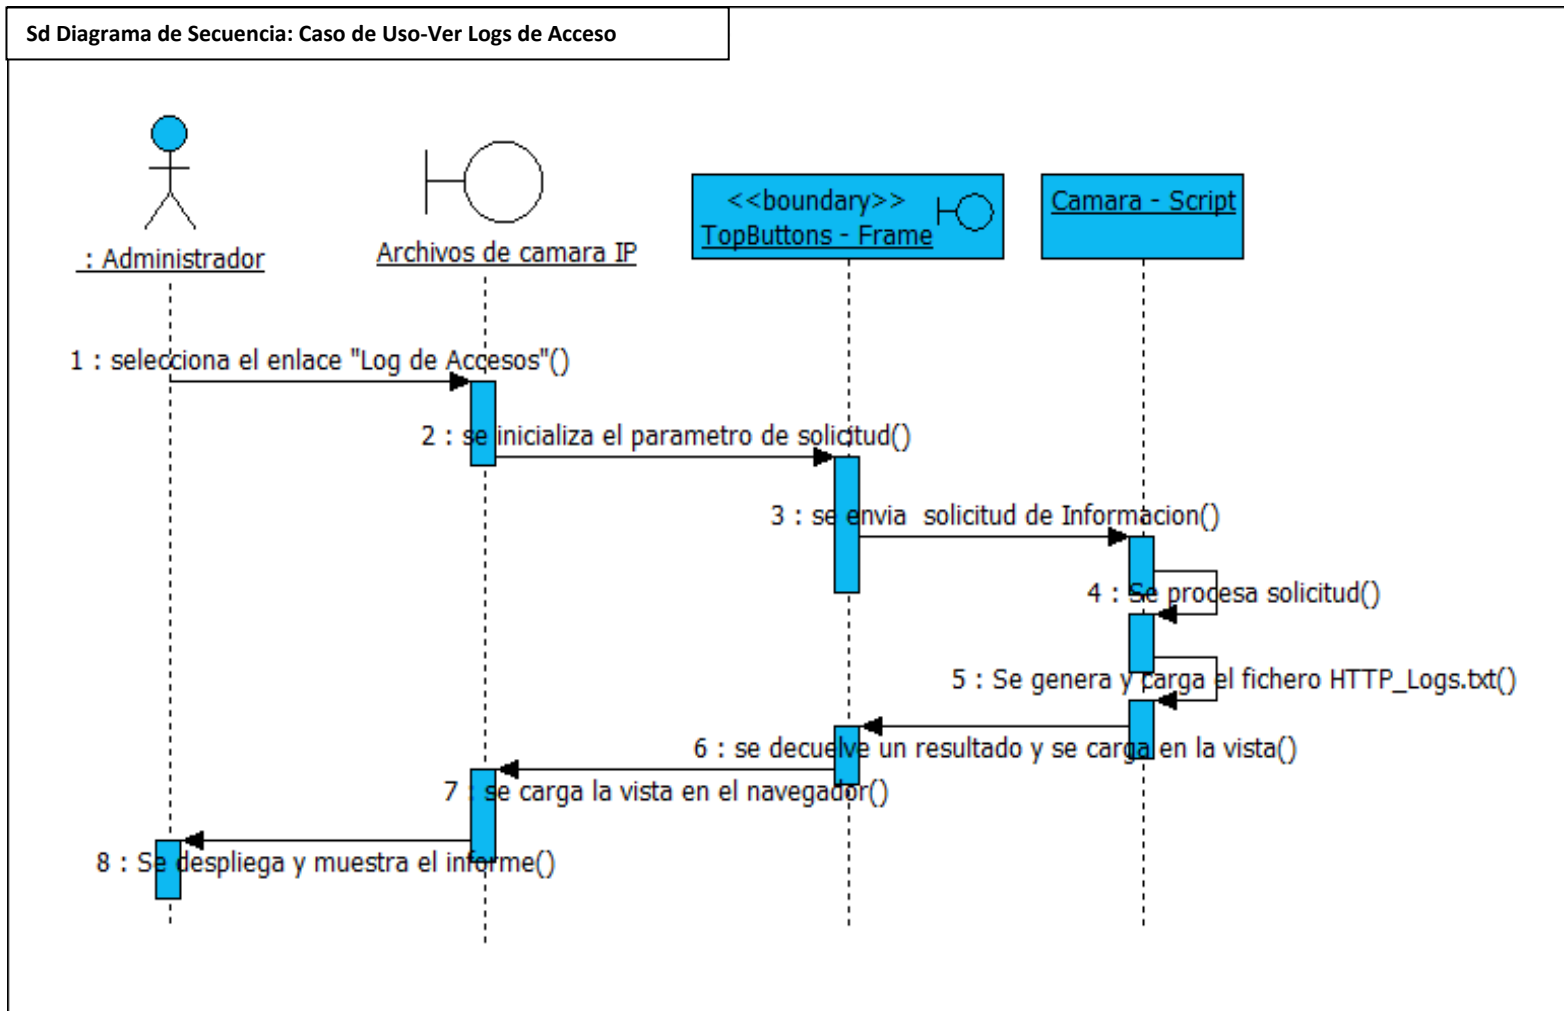 Sd Diagrama de Secuencia: Caso de Uso-Ver Logs de Acceso
: Administrador
Archivos de camara IP
<<boundary>>
TopButtons - Frame
Camara - Script
1 : selecciona el enlace "Log de Accesos"()
2 : se inicializa el parametro de solicitud()
3 : se envia  solicitud de Informacion()
4 : Se procesa solicitud()
5 : Se genera y carga el fichero HTTP_Logs.txt()
6 : se decuelve un resultado y se carga en la vista()
7 : se carga la vista en el navegador()
8 : Se despliega y muestra el informe()